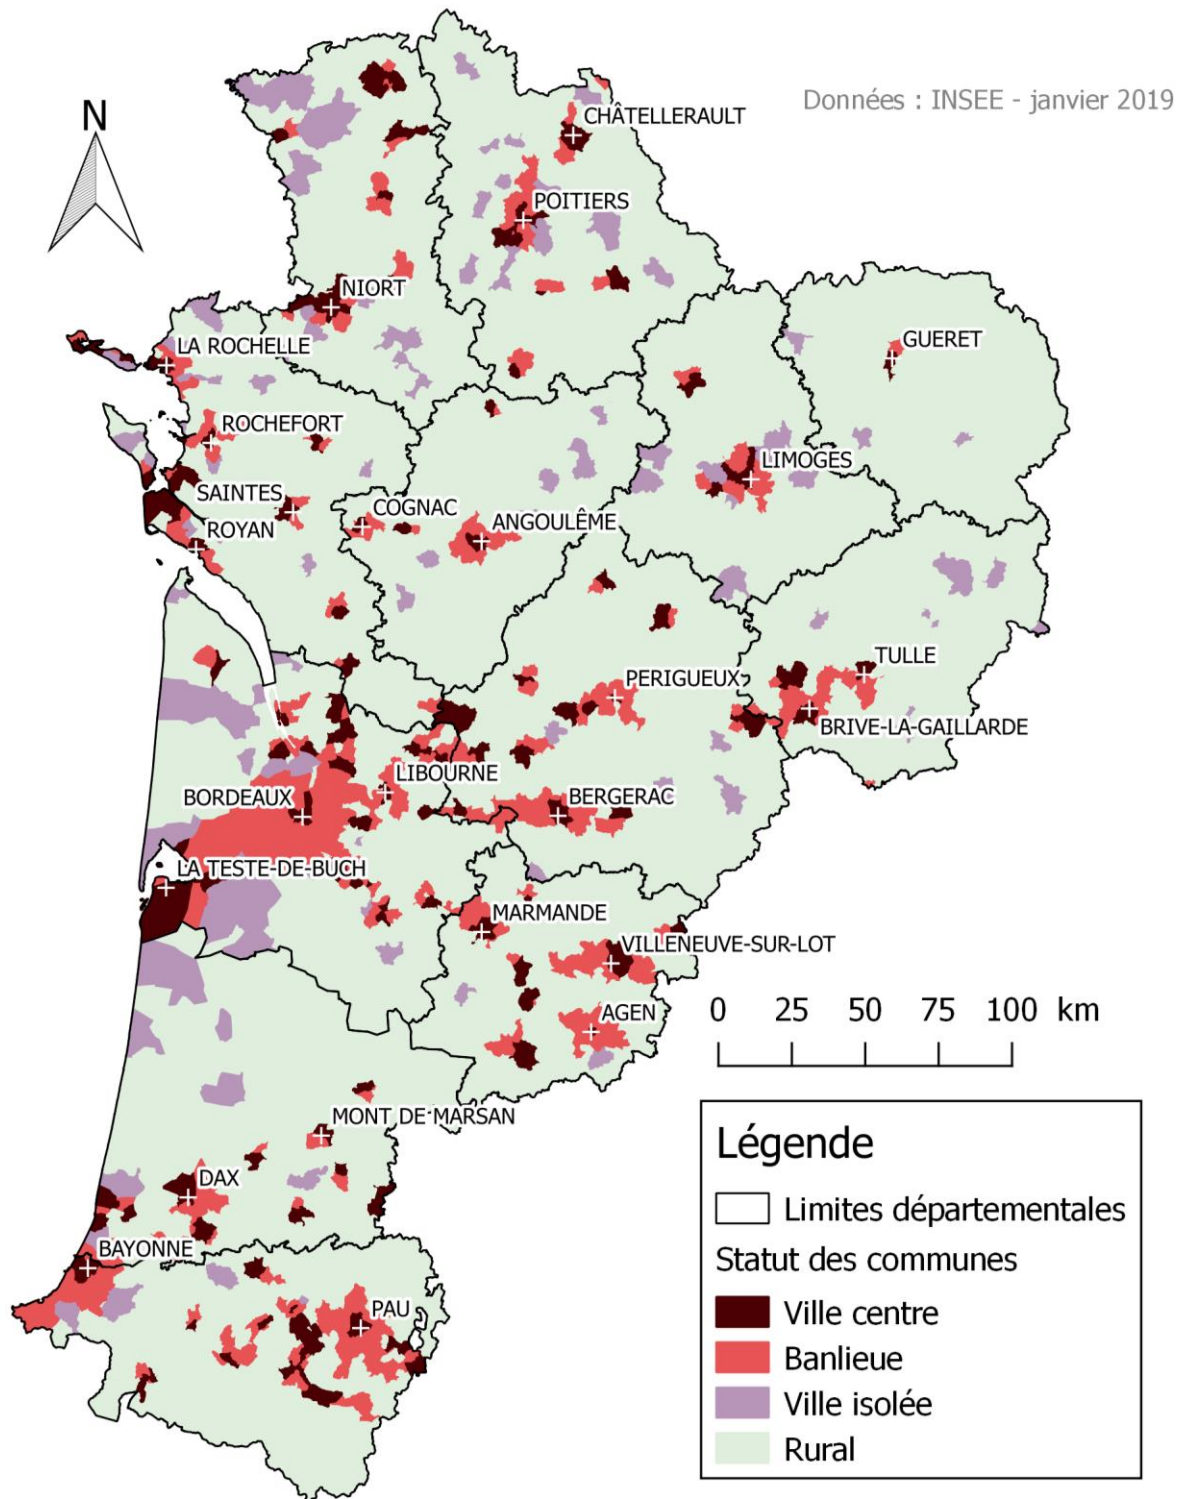 N
Données : INSEE - janvier 2019
CHÂTELLERAULT
POITIERS
NIORT
LA ROCHELLE
GUERET
ROCHEFORT
LIMOGES
SAINTES
COGNAC
ANGOULÊME
ROYAN
TULLE
PERIGUEUX
BRIVE-LA-GAILLARDE
LIBOURNE
BORDEAUX
BERGERAC
LA TESTE-DE-BUCH
MARMANDE
VILLENEUVE-SUR-LOT
AGEN
0 25 50 75 100 km
MONT DE MARSAN
DAX
BAYONNE
PAU
Légende
Limites départementales
Statut des communes
Ville centre
Banlieue
Ville isolée
Rural